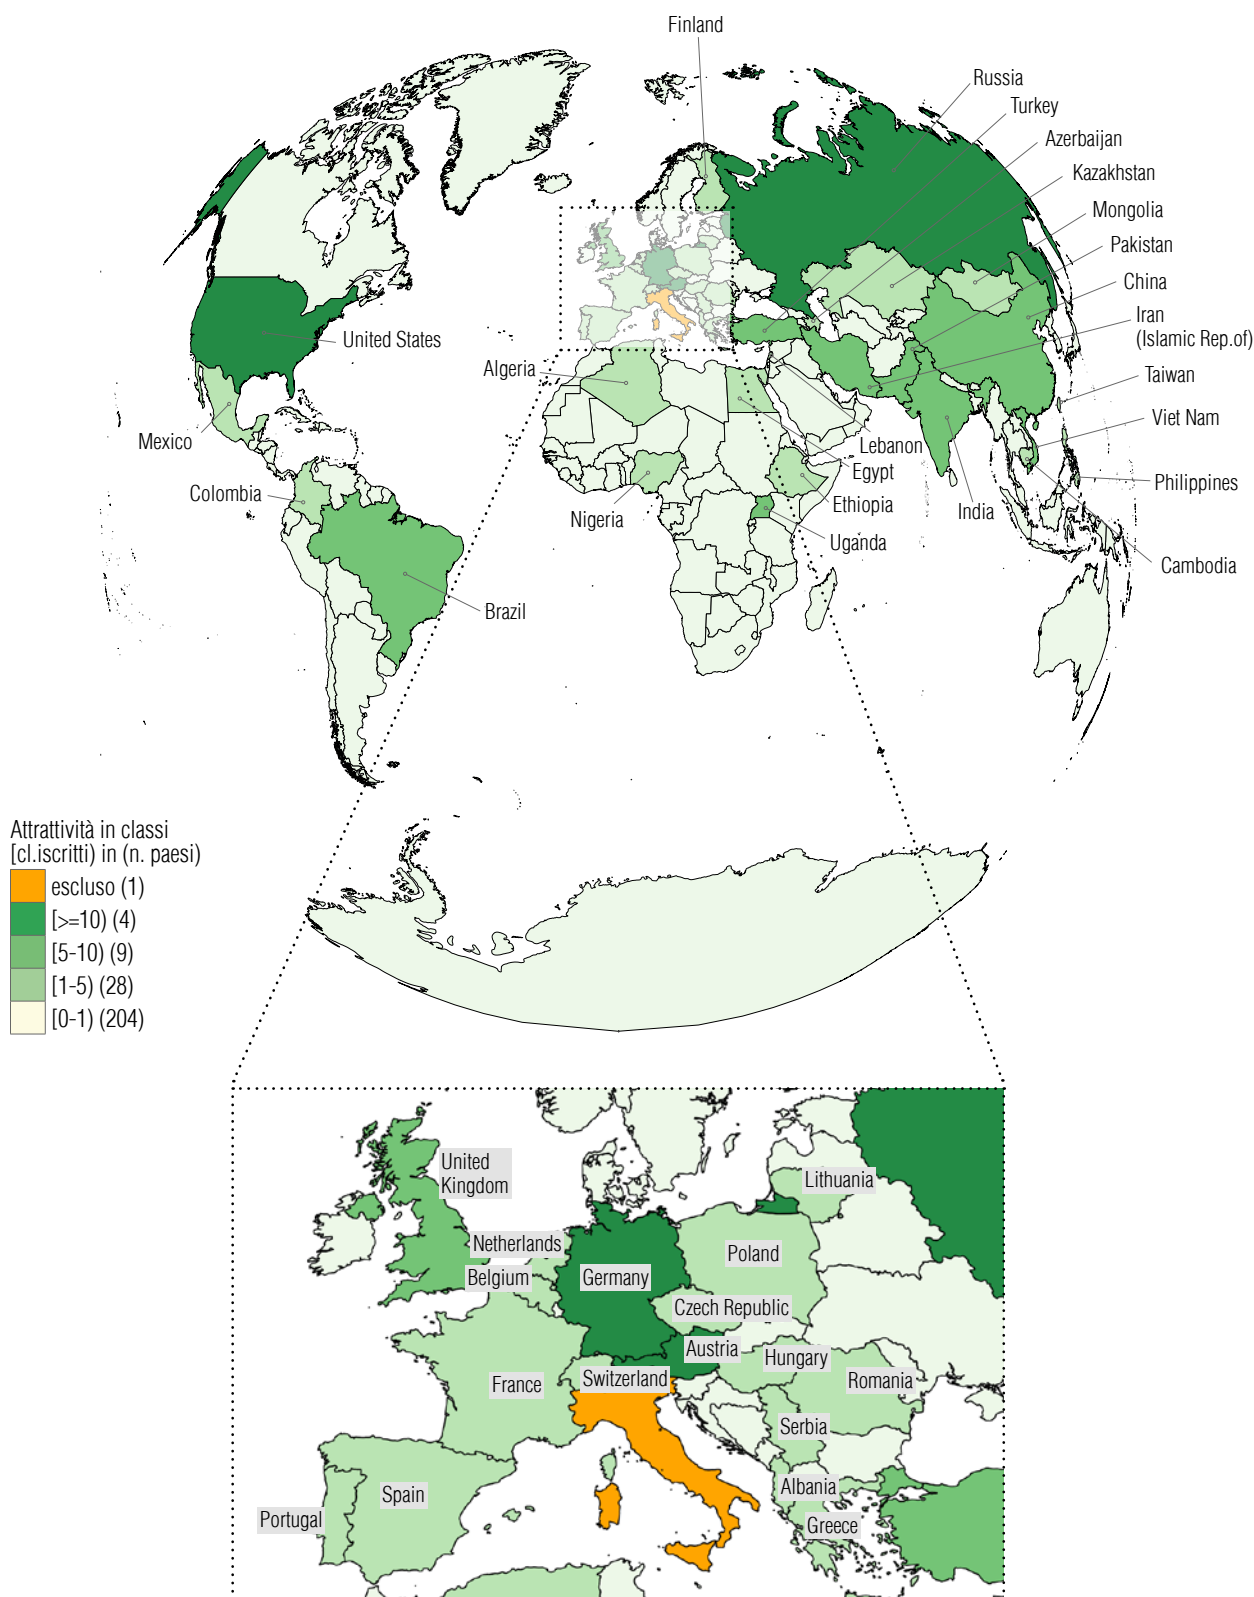 Finland
Russia
Turkey
Azerbaijan
Kazakhstan
Mongolia
Pakistan
China
Iran
(Islamic Rep.of)
Taiwan
Viet Nam
Philippines
Cambodia
United States
Mexico
Colombia
Brazil
Algeria
Nigeria
Lebanon
Egypt
Ethiopia
Uganda
India
Attrattività in classi
[cl.iscritti) in (n. paesi)
escluso (1)
[>=10) (4)
[5-10) (9)
[1-5) (28)
[0-1) (204)
United
Kingdom
Lithuania
Netherlands
Belgium
Germany
Poland
Czech Republic
Austria
Hungary
Switzerland
France
Romania
Serbia
Albania
Spain
Portugal
Greece